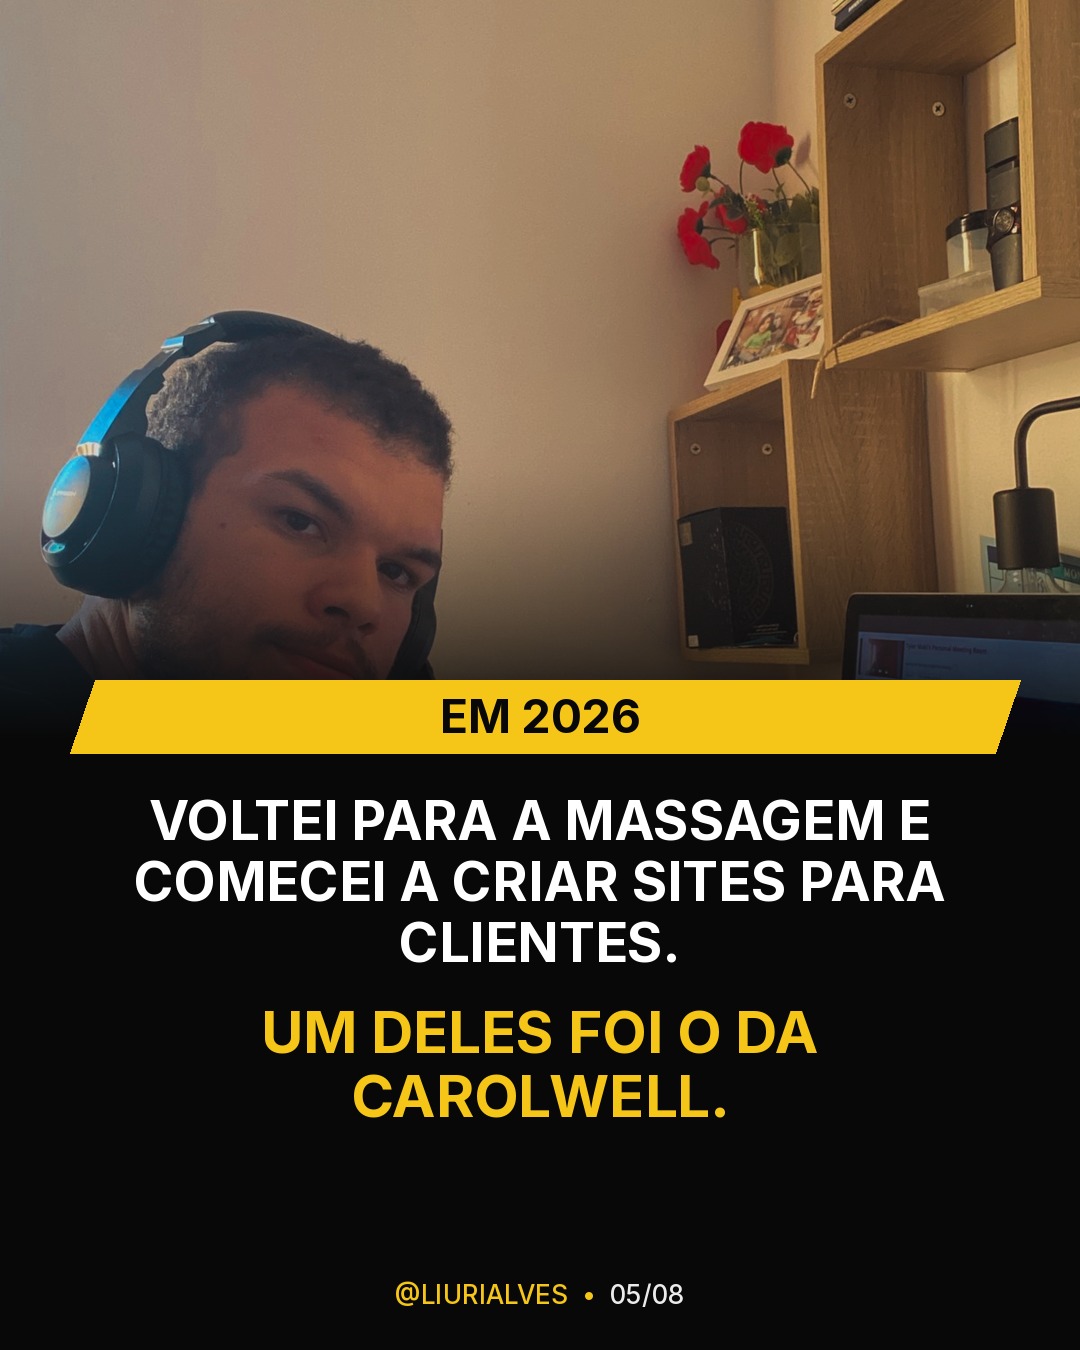 EM 2026
VOLTEI PARA A MASSAGEM E
COMECEI A CRIAR SITES PARA
CLIENTES.
UM DELES FOI O DA
CAROLWELL.
@LIURIALVES • 05/08